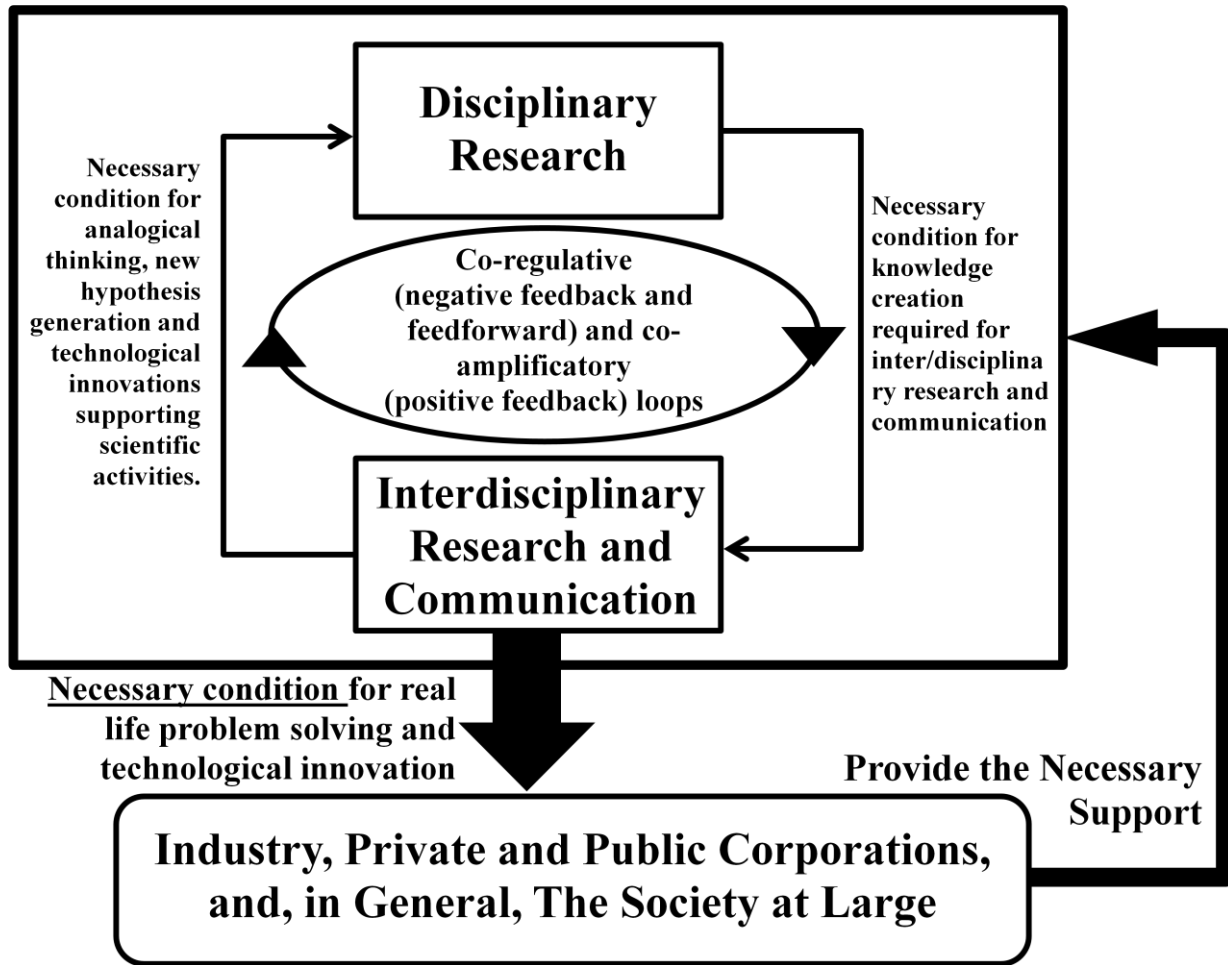 Disciplinary
Research
Necessary
condition for
analogical
thinking, new
hypothesis
generation and
technological
innovations
supporting
scientific
activities.
Co-regulative
(negative feedback and
feedforward) and co-
amplificatory
(positive feedback) loops
Necessary
condition for
knowledge
creation
required for
inter/disciplina
ry research and
communication
Interdisciplinary
Research and
Communication
Necessary condition for real
life problem solving and
technological innovation
Provide the Necessary
Support
Industry, Private and Public Corporations,
and, in General, The Society at Large